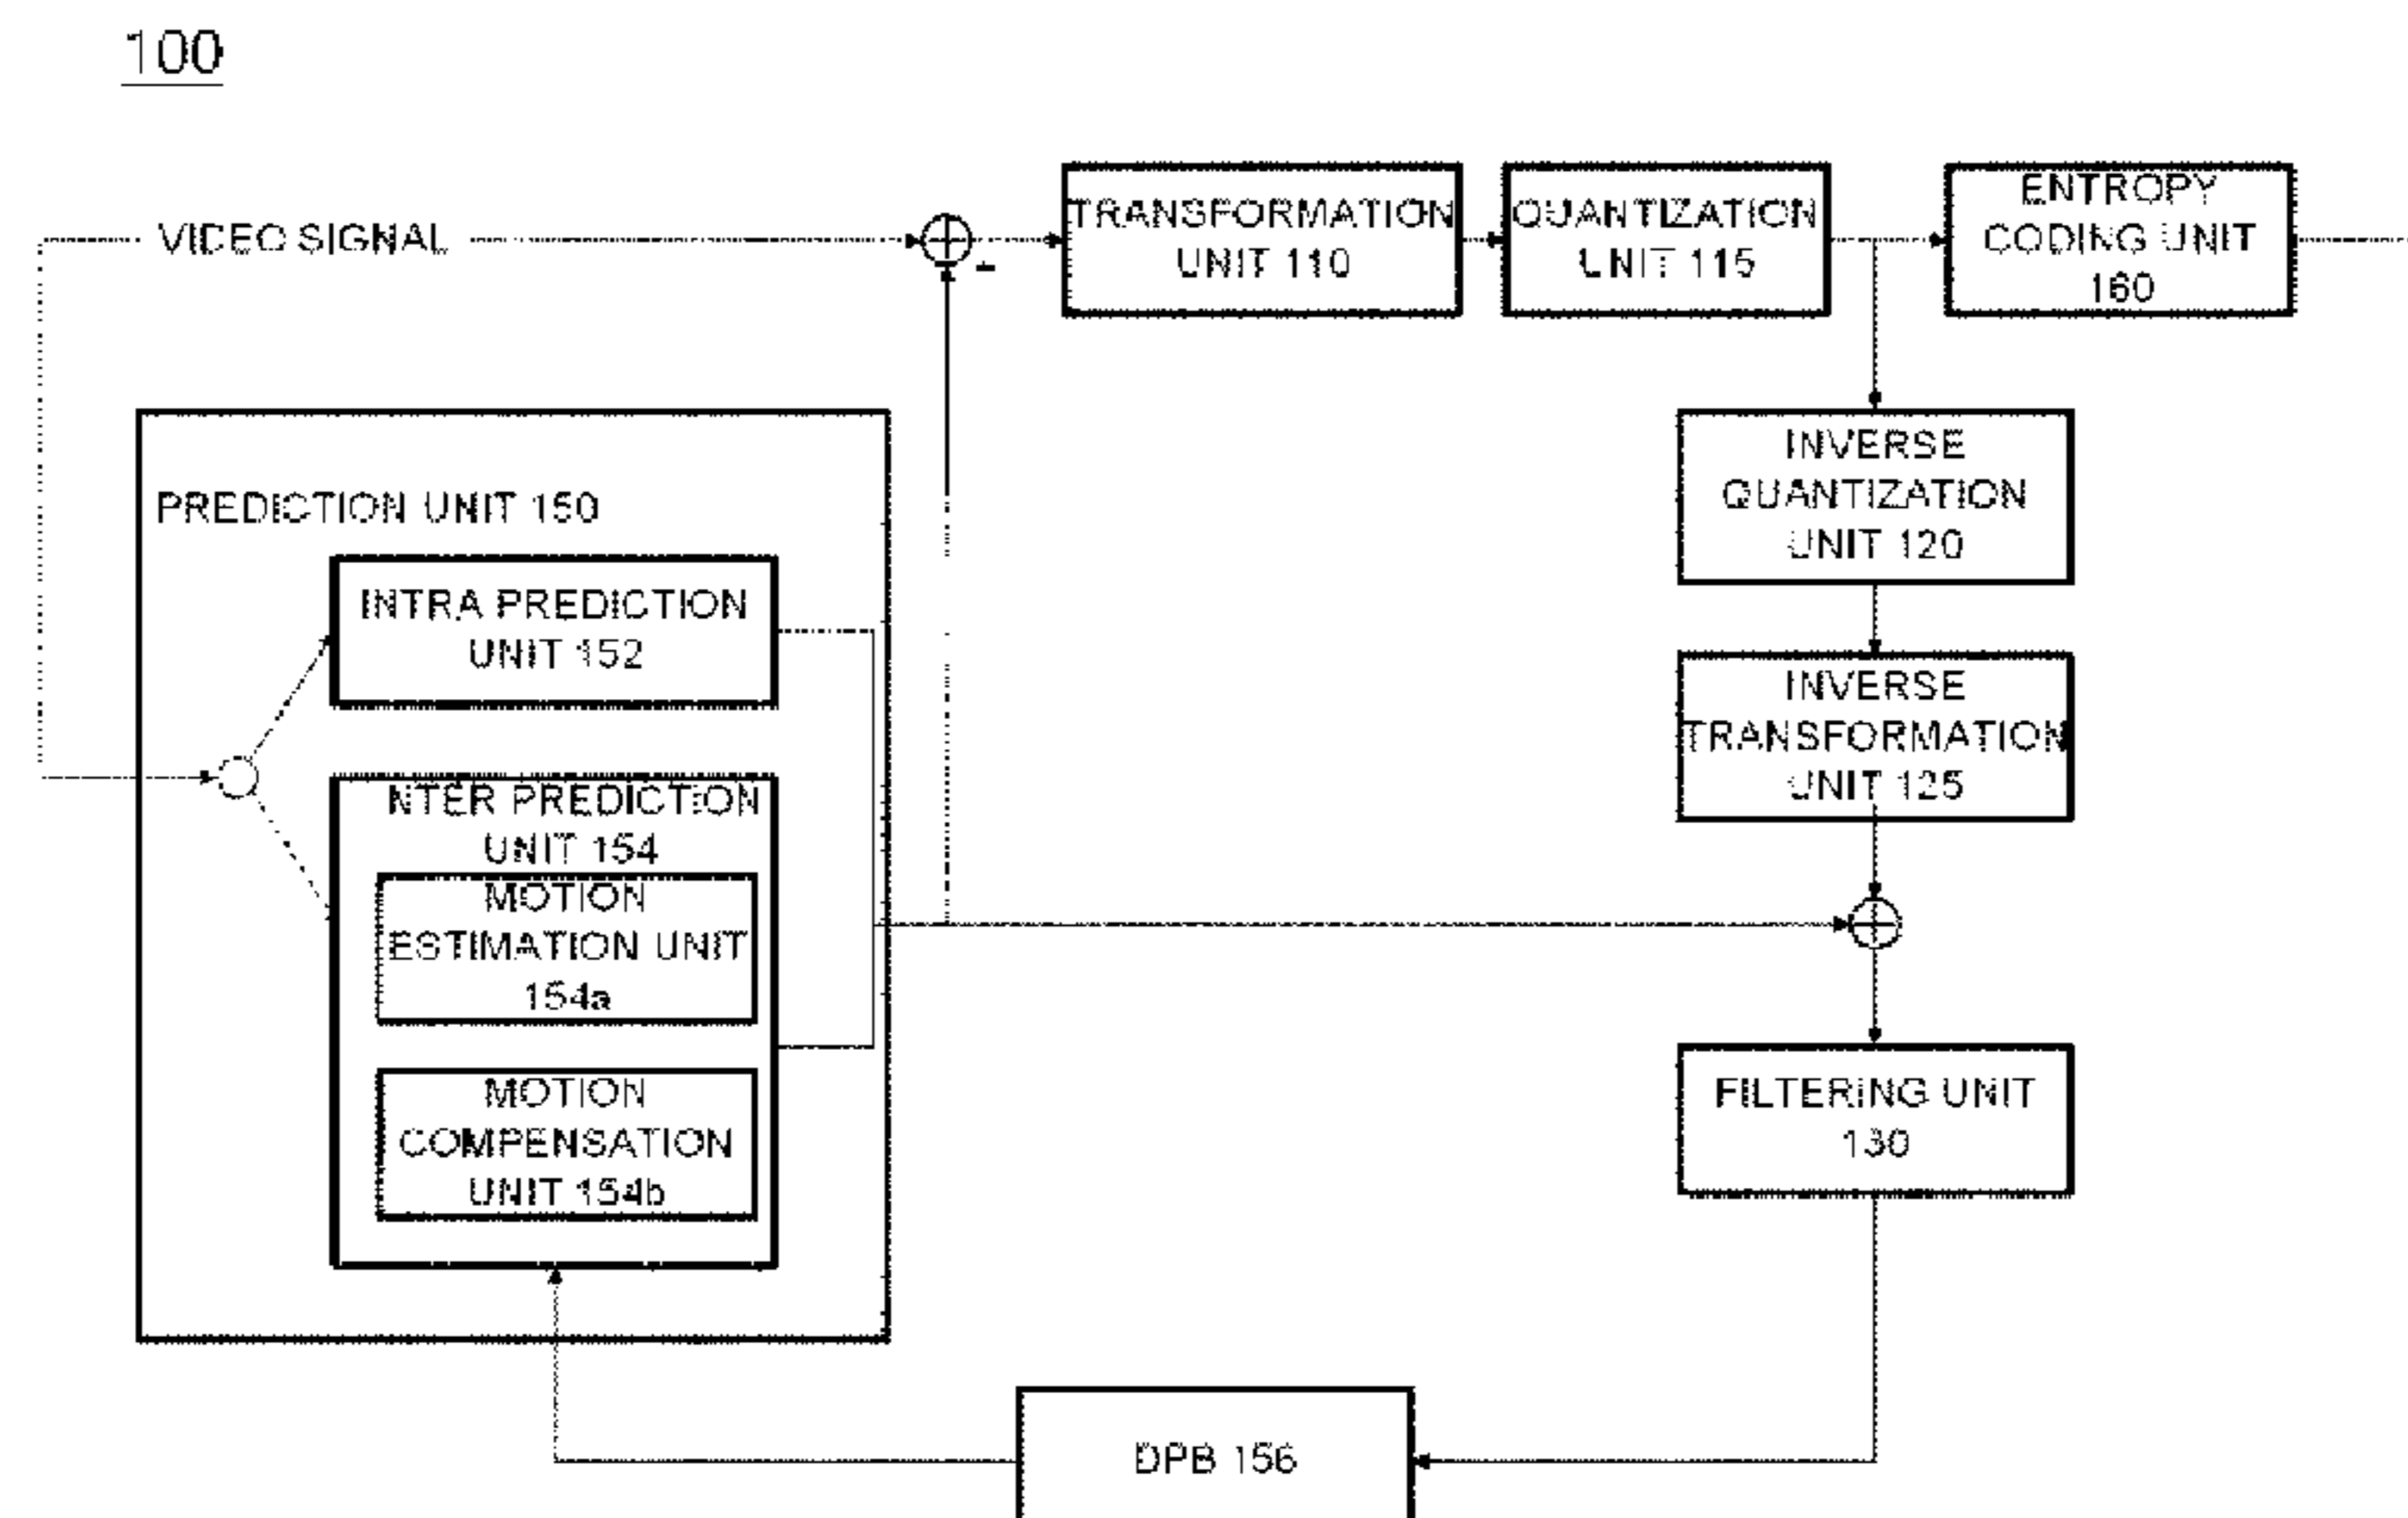 100
VIDEO SIGNAL
TRANSFORMATION
UNIT 110
QUANTIZATION
UNIT 115
ENTROPY
CODING UNIT
160
INVERSE
QUANTIZATION
UNIT 120
INVERSE
TRANSFORMATION
UNIT 125
PREDICTION UNIT 150
INTRA PREDICTION
UNIT 152
NTER PREDICTION
UNIT 154
MOTION
ESTIMATION UNIT
154a
MOTION
COMPENSATION
UNIT 154b
FILTERING UNIT
130
DPB 156